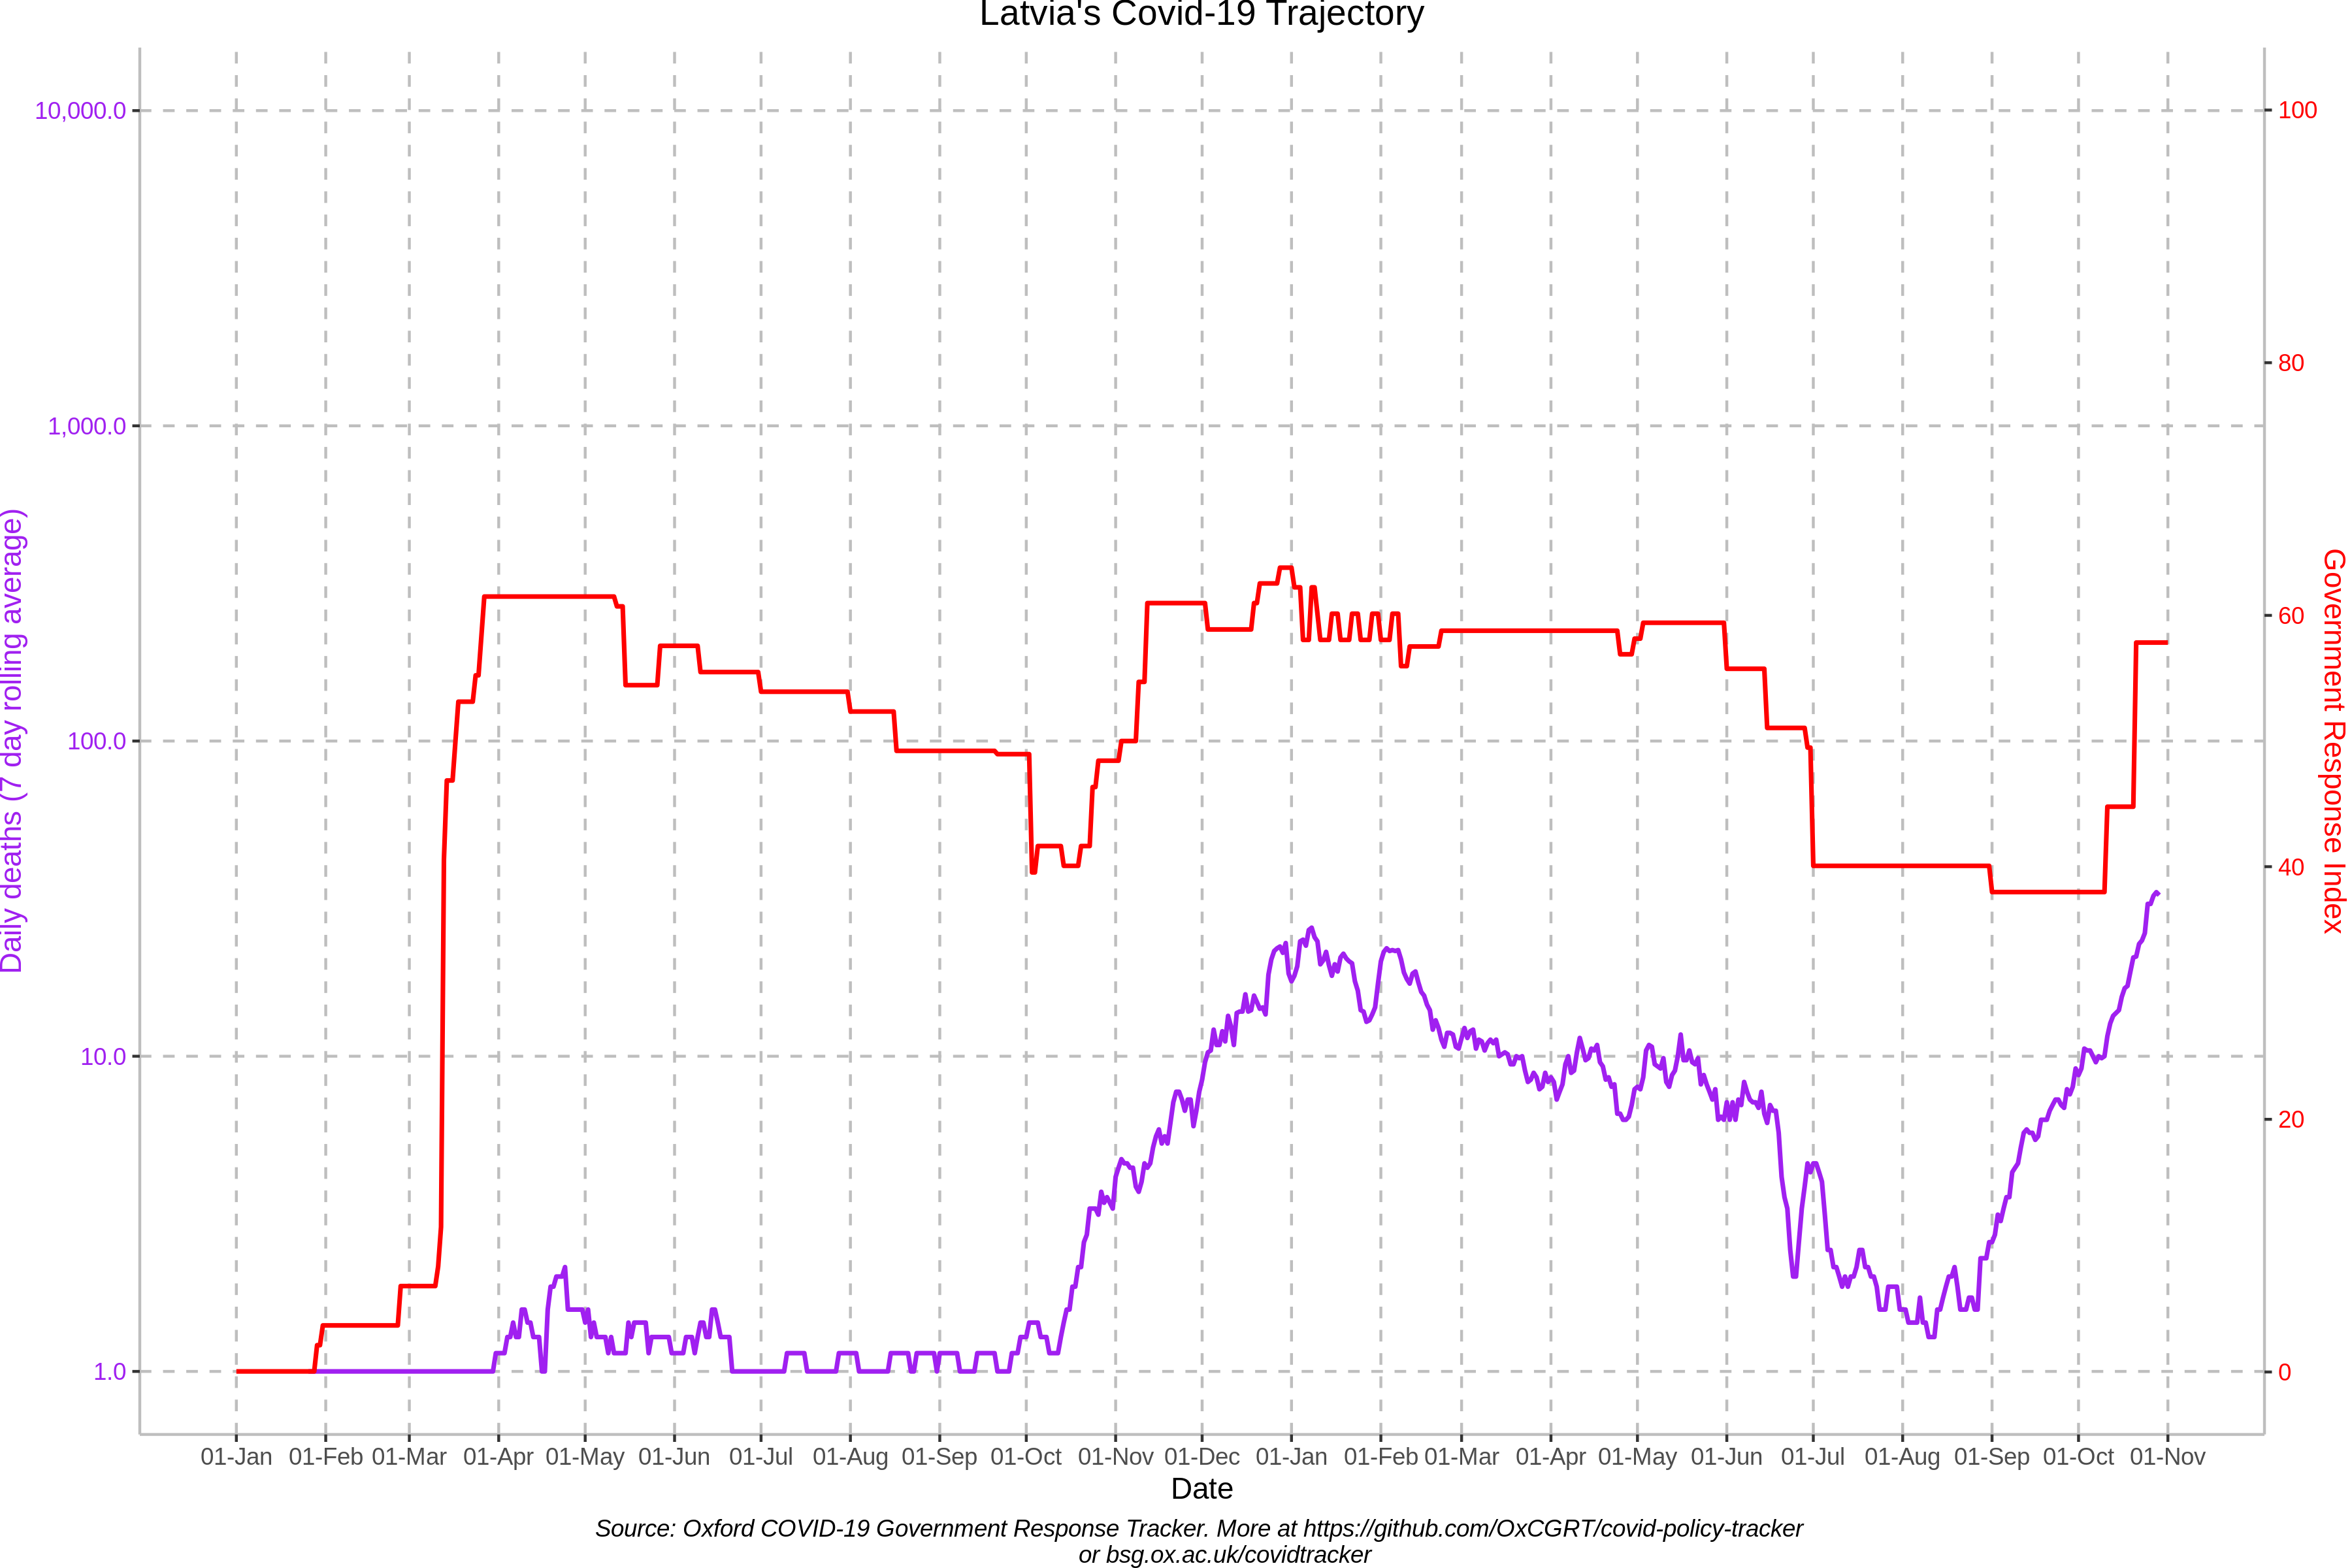 Latvia's Covid-19 Trajectory
10,000.0
1,000.0
100.0
10.0
1.0
Daily deaths (7 day rolling average)
100
80
60
40
20
0
Government Response Index
01-Jan 01-Feb 01-Mar 01-Apr 01-May 01-Jun 01-Jul 01-Aug 01-Sep 01-Oct 01-Nov 01-Dec 01-Jan 01-Feb 01-Mar 01-Apr 01-May 01-Jun 01-Jul 01-Aug 01-Sep 01-Oct 01-Nov
Date
Source: Oxford COVID-19 Government Response Tracker. More at https://github.com/OxCGRT/covid-policy-tracker
or bsg.ox.ac.uk/covidtracker